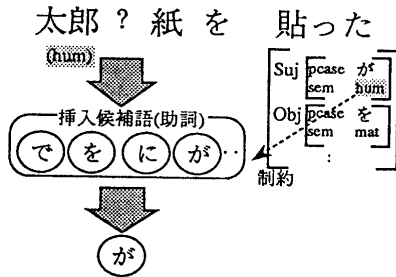 太郎 ? 紙 を 貼った
(hum)
Suj pcase が
sem hum
挿入候補語(助詞)
Obj pcase を
sem mat
で を に が ‥
:
制約
が